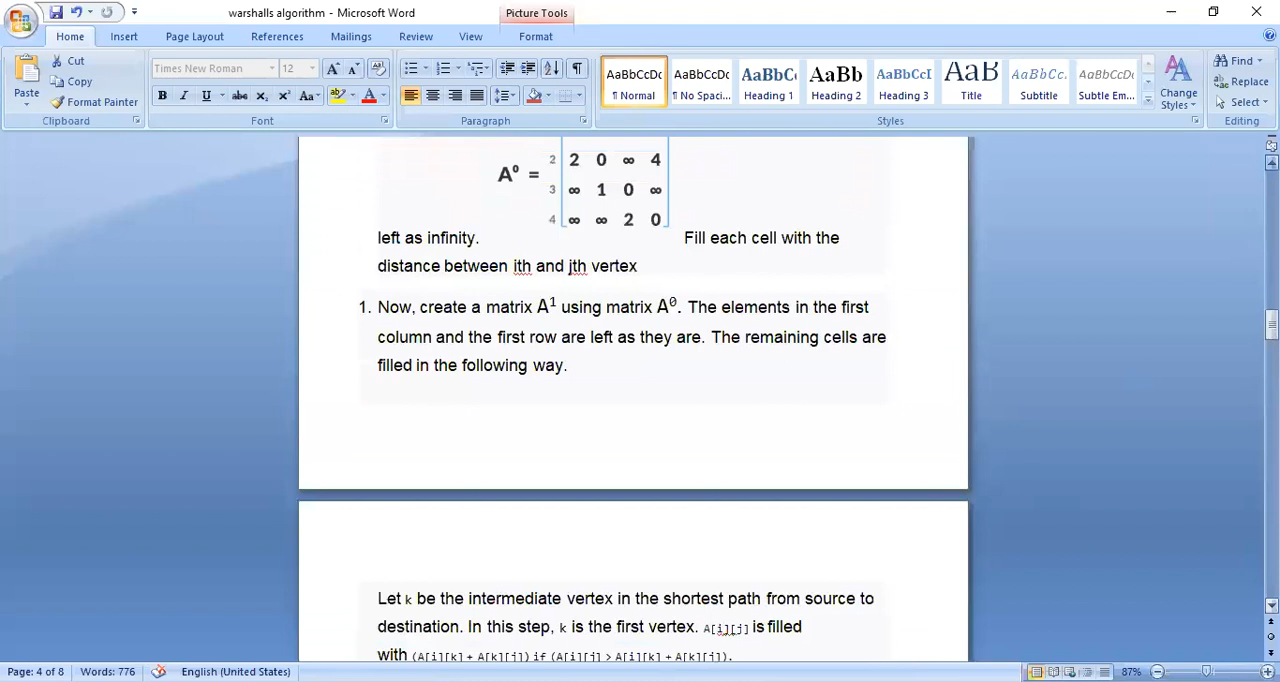 warshalls algorithm - Microsoft Word
Picture Tools
Home Insert Page Layout References Mailings Review View Format
Paste
Cut
Copy
Format Painter
Clipboard
Times New Roman 12
B I U abc X₂ X² Aa
Font
Paragraph
AaBbCcDc AaBbCcDc AaBbC AaBb AaBbCcI AaB AaBbCc. AaBbCcDc
¶ Normal ¶ No Spaci... Heading 1 Heading 2 Heading 3 Title Subtitle Subtle Em...
Change Styles
Styles
Find
Replace
Select
Editing
2 2 0 ∞ 4
A⁰ =
3 ∞ 1 0 ∞
4 ∞ ∞ 2 0
left as infinity. Fill each cell with the
distance between ith and jth vertex
1. Now, create a matrix A¹ using matrix A⁰. The elements in the first
column and the first row are left as they are. The remaining cells are
filled in the following way.
Let k be the intermediate vertex in the shortest path from source to
destination. In this step, k is the first vertex. A[i][j] is filled
with (A[i][k] + A[k][j]) if (A[i][j] > A[i][k] + A[k][j]).
Page: 4 of 8 Words: 776 English (United States) 87%